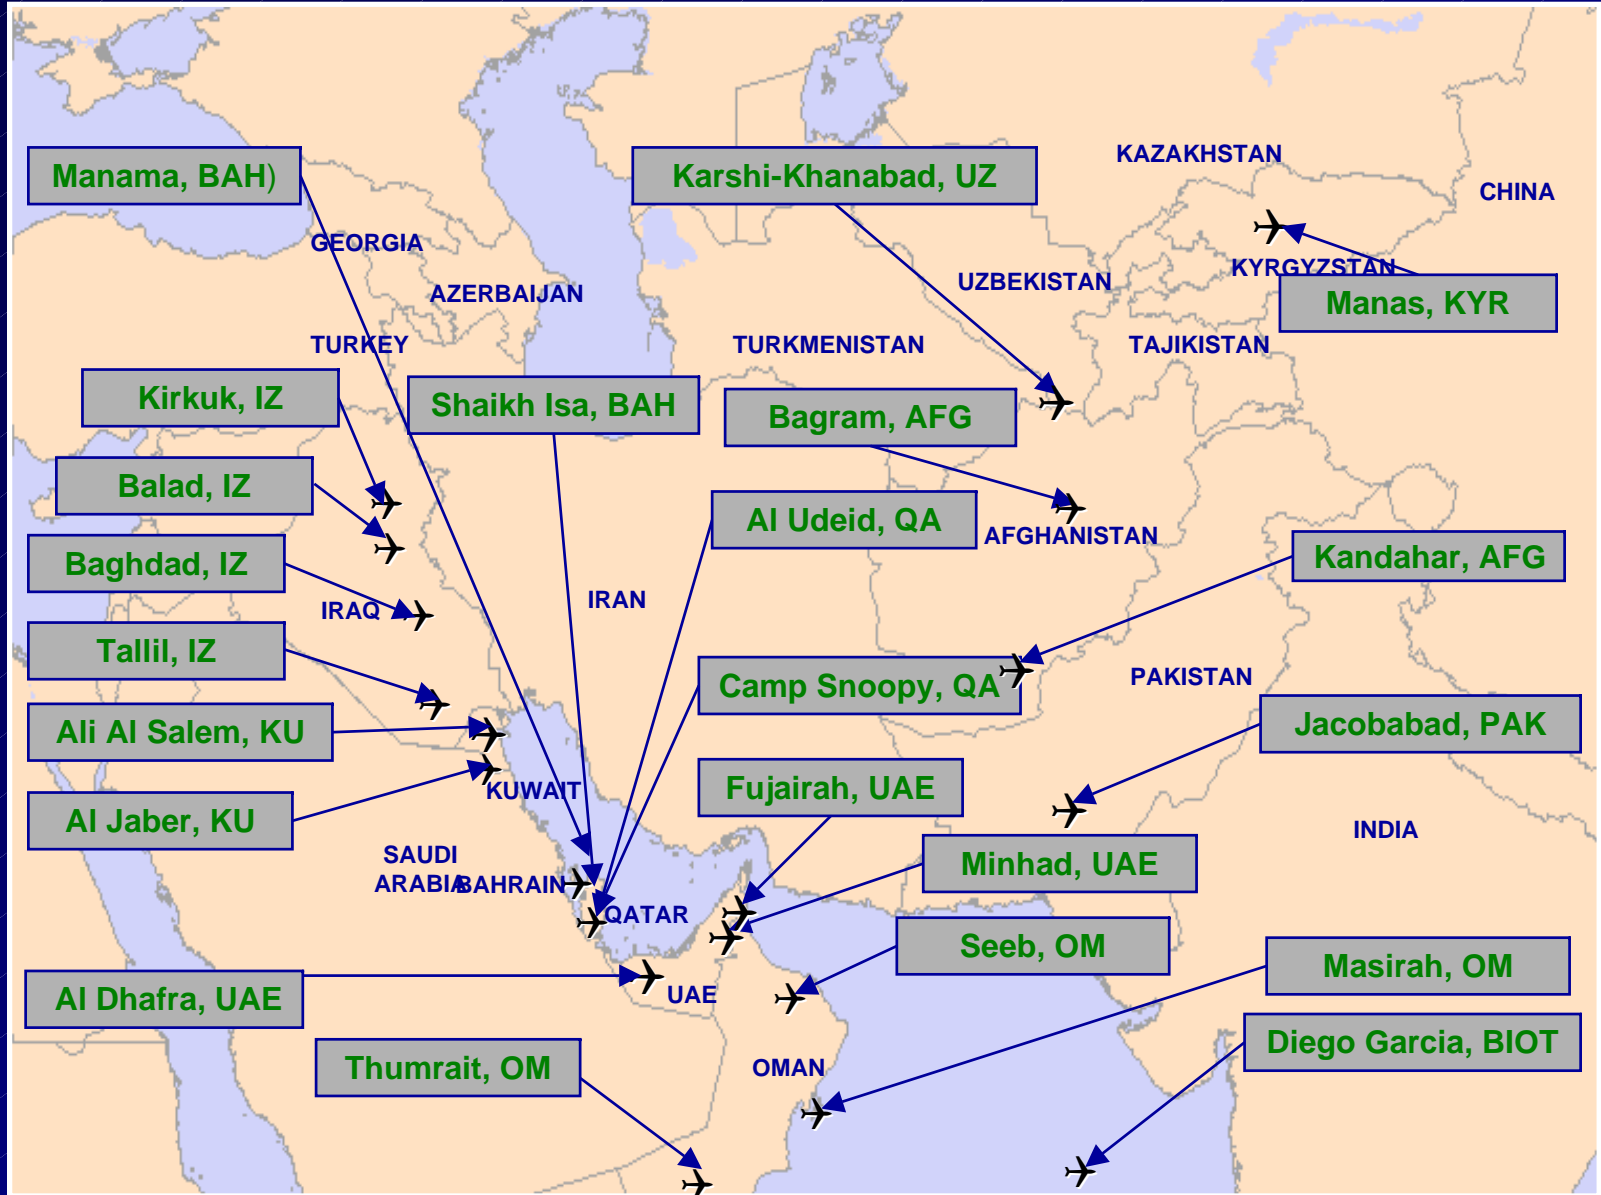 KAZAKHSTAN
Manama, BAH)
Karshi-Khanabad, UZ
CHINA
GEORGIA
UZBEKISTAN
KYRGYZSTAN
AZERBAIJAN
Manas, KYR
TURKEY
TURKMENISTAN
TAJIKISTAN
Kirkuk, IZ
Shaikh Isa, BAH
Bagram, AFG
Balad, IZ
Al Udeid, QA
AFGHANISTAN
Baghdad, IZ
Kandahar, AFG
IRAQ
IRAN
Tallil, IZ
Camp Snoopy, QA
PAKISTAN
Ali Al Salem, KU
Jacobabad, PAK
KUWAIT
Fujairah, UAE
Al Jaber, KU
INDIA
SAUDI
ARABIA
BAHRAIN
Minhad, UAE
QATAR
Seeb, OM
Masirah, OM
Al Dhafra, UAE
UAE
Diego Garcia, BIOT
Thumrait, OM
OMAN